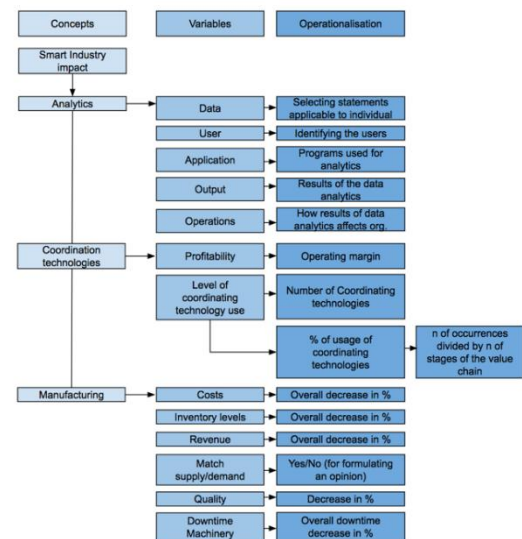 Concepts
Variables
Operationalisation
Smart Industry
impact
Analytics
Data
Selecting statements
applicable to individual
User
Identifying the users
Application
Programs used for
analytics
Output
Results of the data
analytics
Operations
How results of data
analytics affects org.
Coordination
technologies
Profitability
Operating margin
Level of
coordinating
technology use
Number of Coordinating
technologies
% of usage of
coordinating
technologies
n of occurrences
divided by n of
stages of the value
chain
Manufacturing
Costs
Overall decrease in %
Inventory levels
Overall decrease in %
Revenue
Overall decrease in %
Match
supply/demand
Yes/No (for formulating
an opinion)
Quality
Decrease in %
Downtime
Machinery
Overall downtime
decrease in %